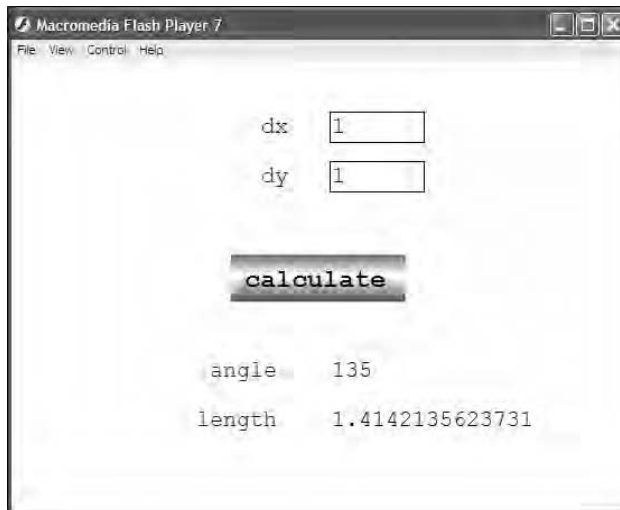 Macromedia Flash Player 7
File View Control Help
dx 1
dy 1
calculate
angle 135
length 1.4142135623731